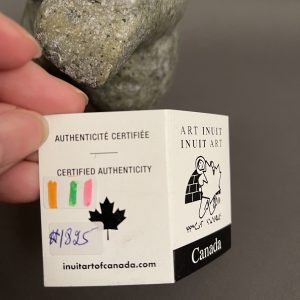 AUTHENTICITÉ CERTIFIÉE
CERTIFIED AUTHENTICITY
#1825
inuitartofcanada.com
ART INUIT
INUIT ART
Canada